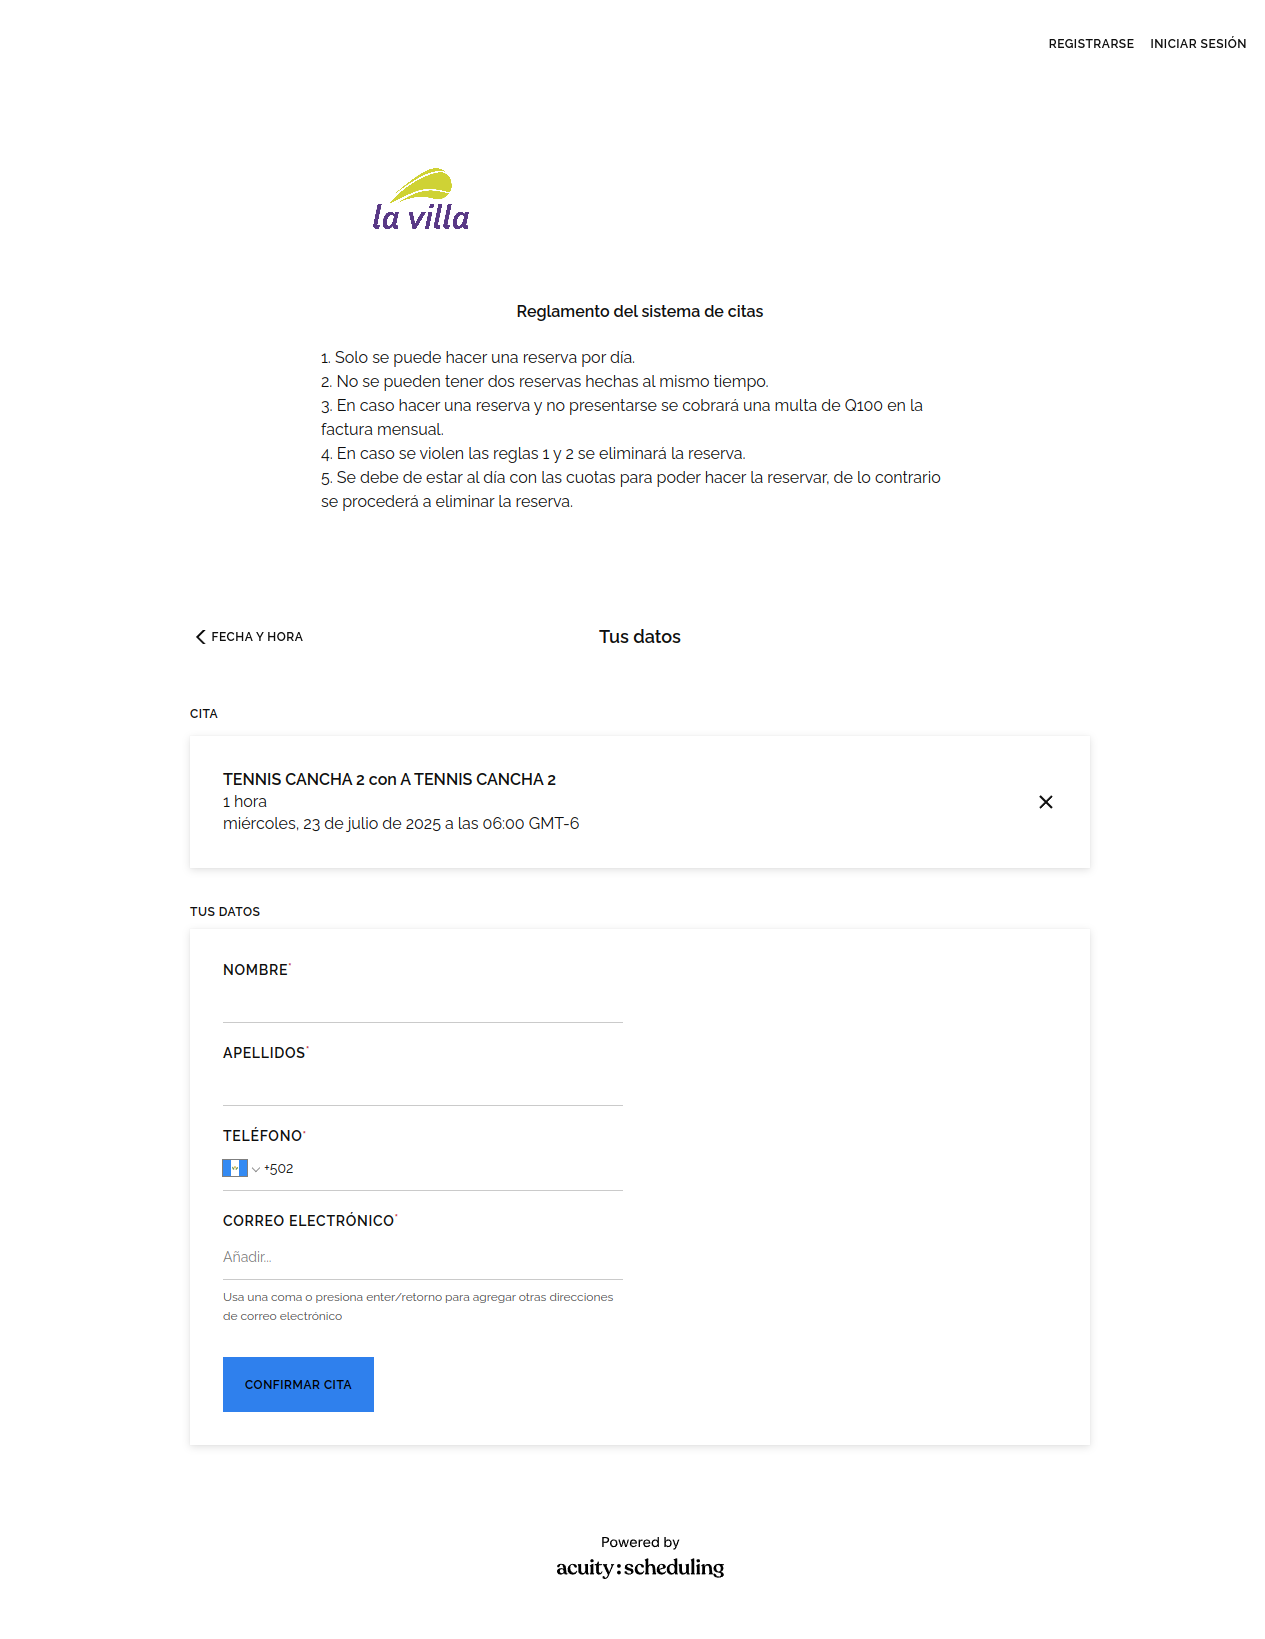 REGISTRARSE INICIAR SESIÓN
la villa
Reglamento del sistema de citas
1. Solo se puede hacer una reserva por día.
2. No se pueden tener dos reservas hechas al mismo tiempo.
3. En caso hacer una reserva y no presentarse se cobrará una multa de Q100 en la
factura mensual.
4. En caso se violen las reglas 1 y 2 se eliminará la reserva.
5. Se debe de estar al día con las cuotas para poder hacer la reservar, de lo contrario
se procederá a eliminar la reserva.
FECHA Y HORA
Tus datos
CITA
TENNIS CANCHA 2 con A TENNIS CANCHA 2
1 hora
miércoles, 23 de julio de 2025 a las 06:00 GMT-6
TUS DATOS
NOMBRE*
APELLIDOS*
TELÉFONO*
+502
CORREO ELECTRÓNICO*
Añadir...
Usa una coma o presiona enter/retorno para agregar otras direcciones
de correo electrónico
CONFIRMAR CITA
Powered by
acuity:scheduling